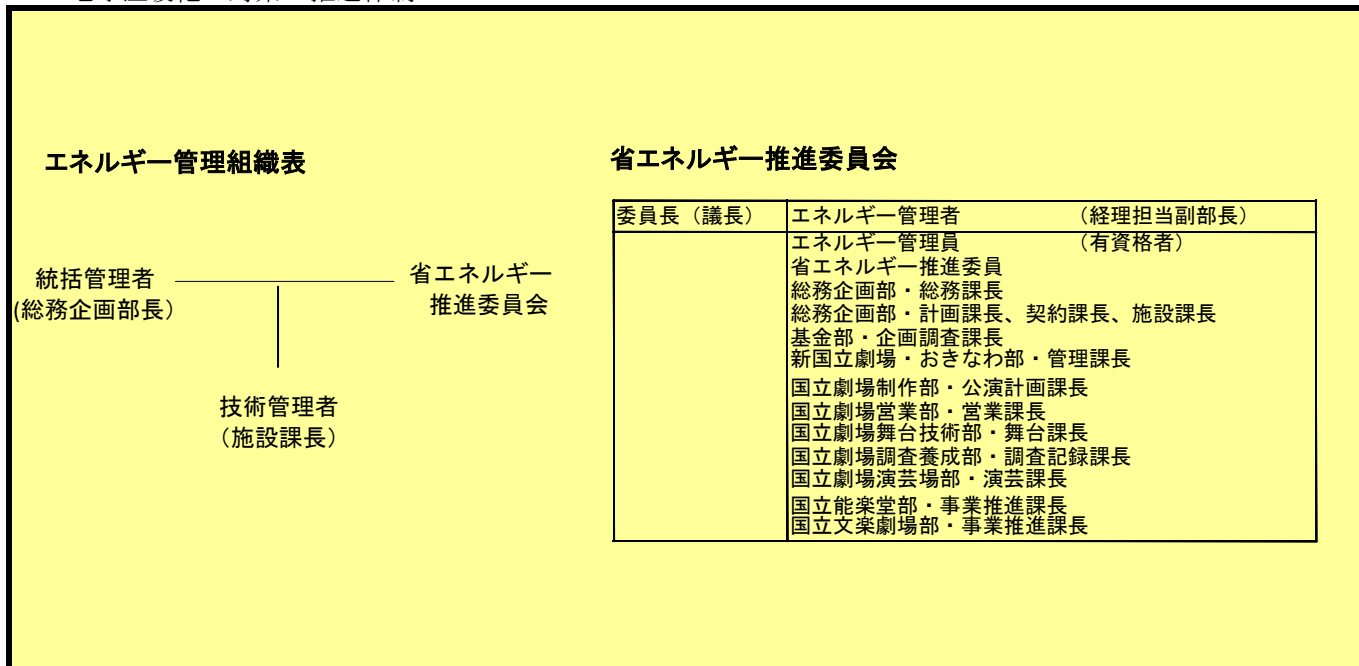 エネルギー管理組織表
統括管理者
(総務企画部長)
省エネルギー
推進委員会
技術管理者
(施設課長)
省エネルギー推進委員会
委員長(議長) エネルギー管理者 (経理担当副部長)
エネルギー管理員 (有資格者)
省エネルギー推進委員
総務企画部・総務課長
総務企画部・計画課長、契約課長、施設課長
基金部・企画調査課長
新国立劇場・おきなわ部・管理課長
国立劇場制作部・公演計画課長
国立劇場営業部・営業課長
国立劇場舞台技術部・舞台課長
国立劇場調査養成部・調査記録課長
国立劇場演芸場部・演芸課長
国立能楽堂部・事業推進課長
国立文楽劇場部・事業推進課長